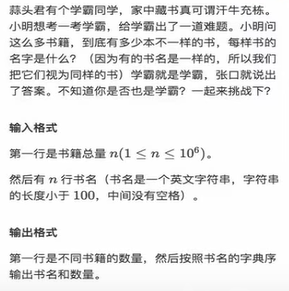 蒜头君有个学霸同学，家中藏书真可谓汗牛充栋。
小明想考一考学霸，给学霸出了一道难题。小明问
这么多书籍，到底有多少本不一样的书，每样书的
名字是什么？（因为有的书名是一样的，所以我们
把它们视为同样的书）学霸就是学霸，张口就说出
了答案。不知道你是否也是学霸？一起来挑战下？
输入格式
第一行是书籍总量 n(1 ≤ n ≤ 10⁶)。
然后有 n 行书名（书名是一个英文字符串，字符串
的长度小于 100，中间没有空格）。
输出格式
第一行是不同书籍的数量，然后按照书名的字典序
输出书名和数量。